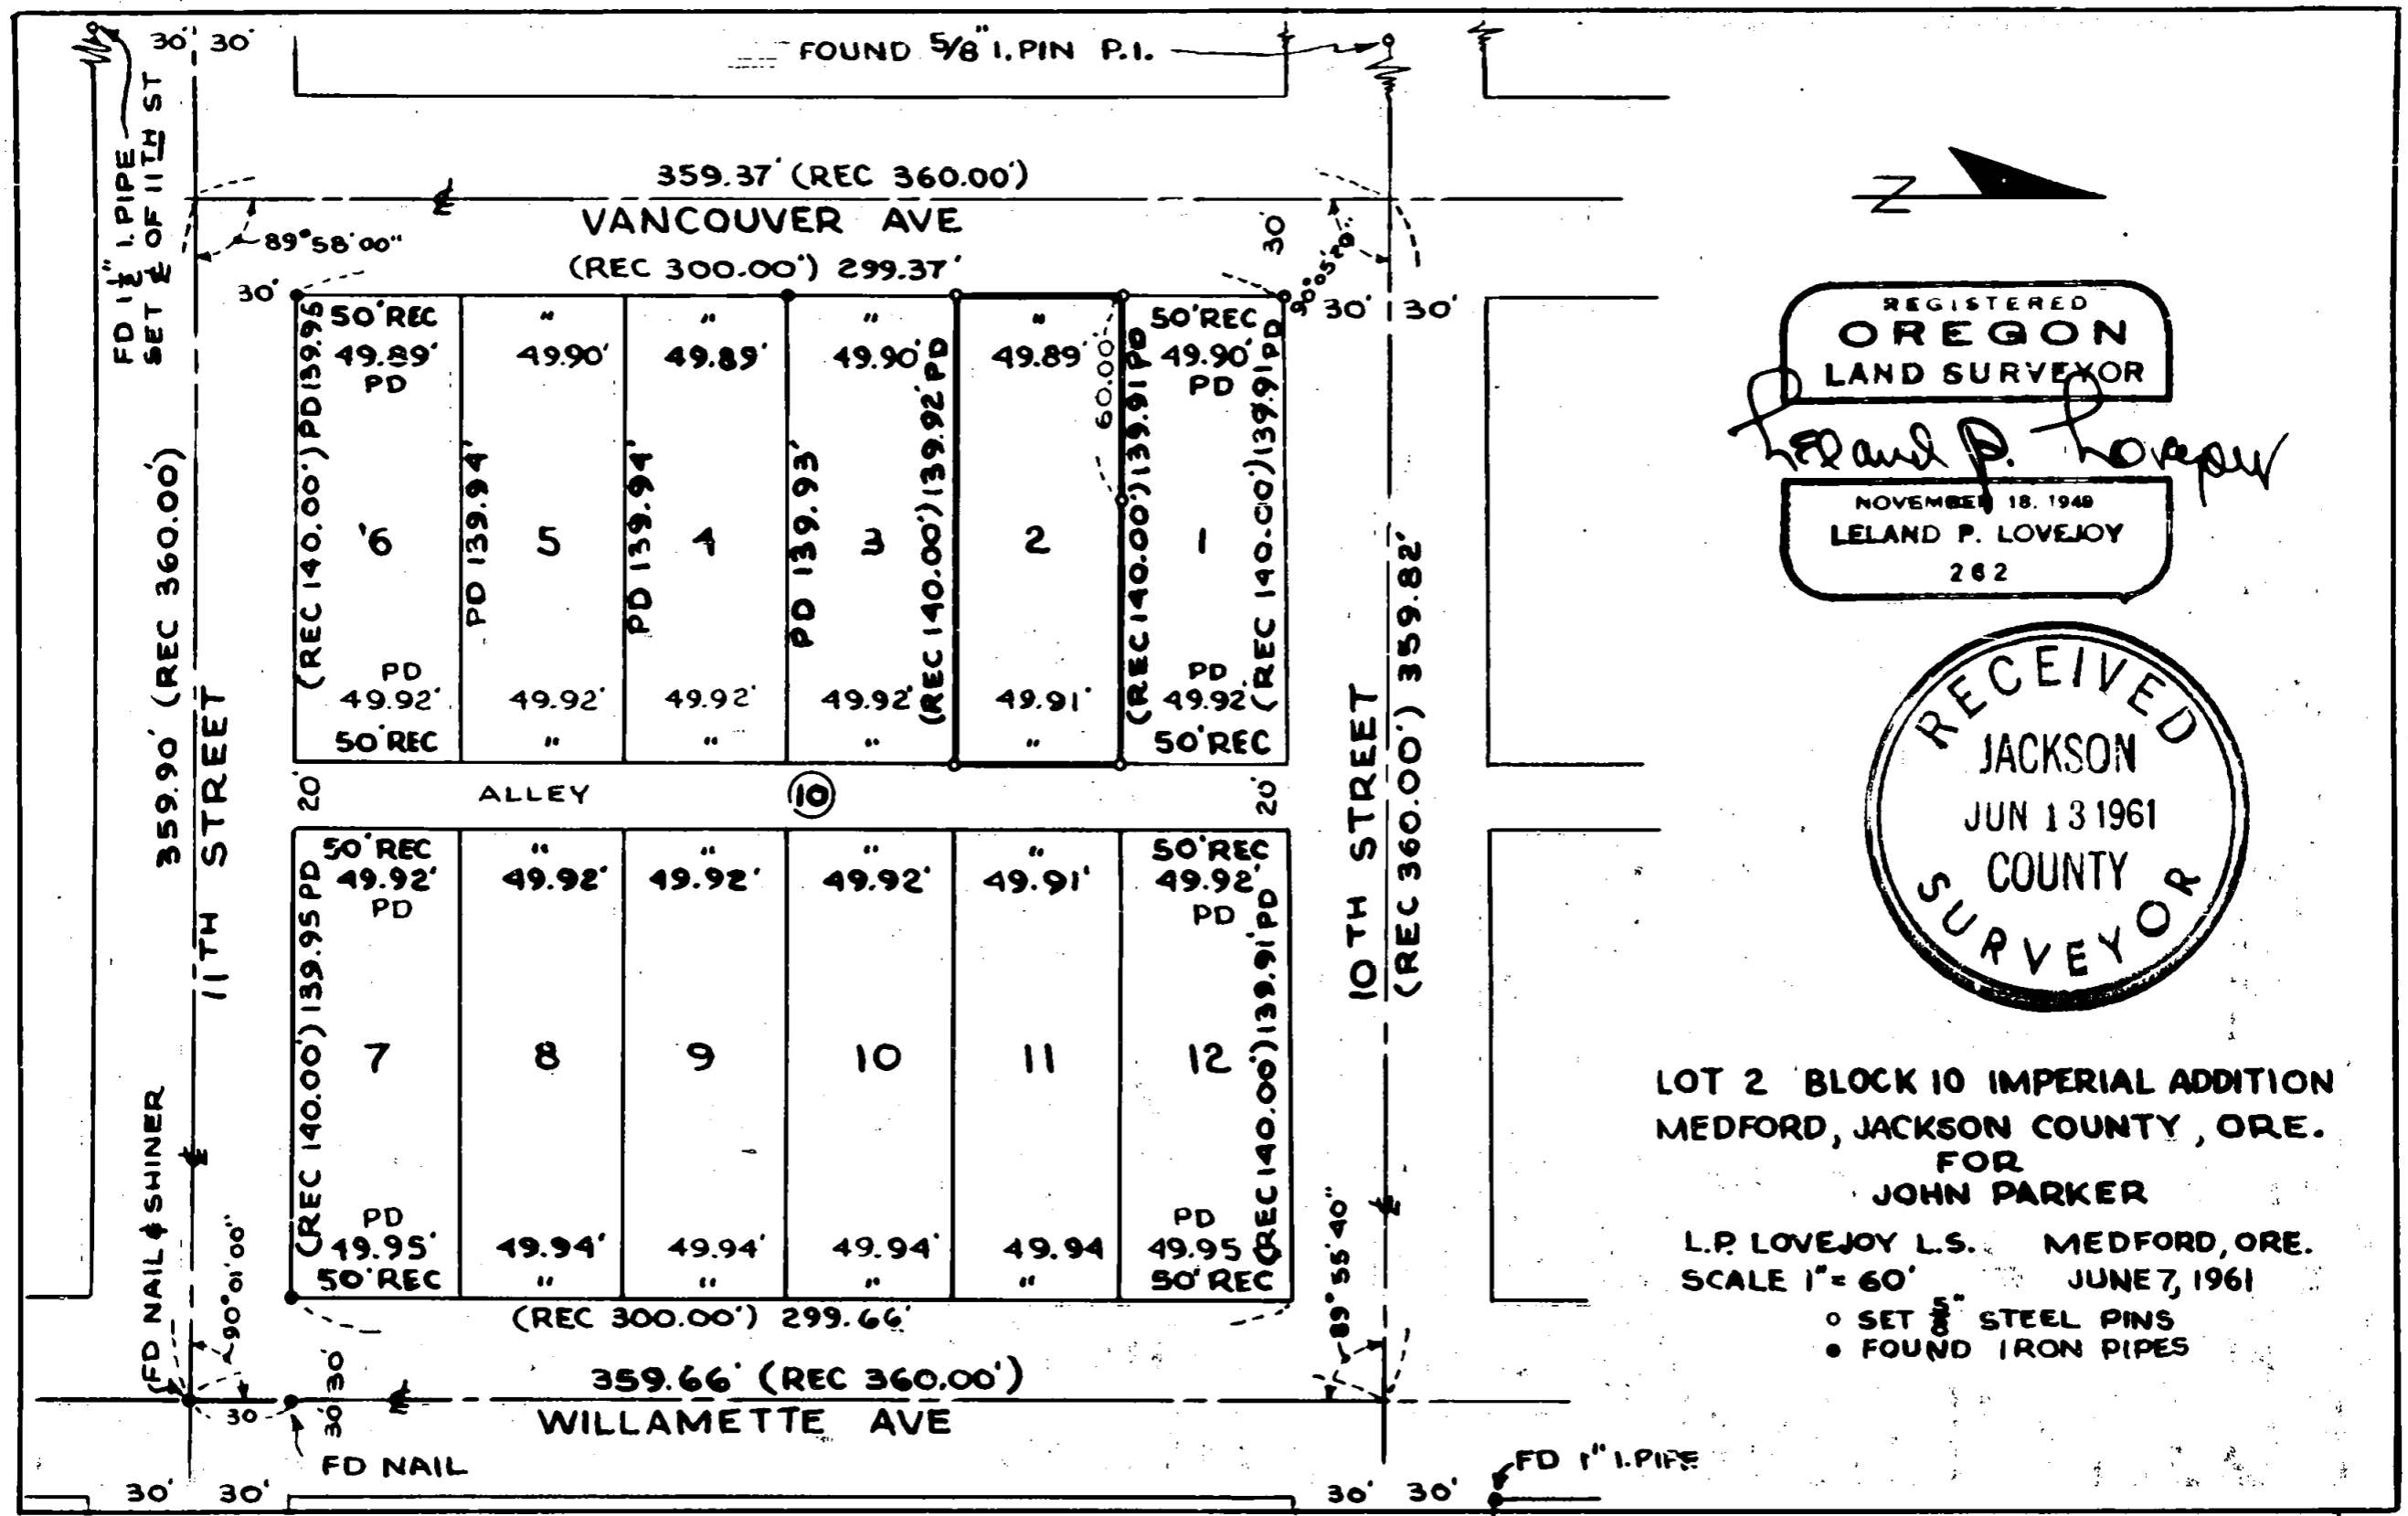 30' 30'
FOUND 5/8" I. PIN P.I.
FD 1½" I. PIPE
SET ℄ OF 11TH ST
359.37' (REC 360.00')
VANCOUVER AVE
(REC 300.00') 299.37'
89°58'00"
30'
30'
90°05'20"
30' 30'
50' REC " " " " 50' REC
49.89' 49.90' 49.89' 49.90' 49.89' 49.90'
PD PD
(REC 140.00') PD 139.95
PD 139.94'
PD 139.94'
PD 139.93'
(REC 140.00') 139.92' PD
60.00'
(REC 140.00') 139.91 PD
(REC 140.00') 139.91 PD
6 5 4 3 2 1
PD PD
49.92' 49.92' 49.92' 49.92' 49.91' 49.92'
50' REC " " " " 50' REC
359.90' (REC 360.00')
11TH STREET
10TH STREET
(REC 360.00') 359.82'
20' ALLEY 10 20'
50' REC " " " " 50' REC
49.92' 49.92' 49.92' 49.92' 49.91' 49.92'
PD PD
(REC 140.00') 139.95 PD
(REC 140.00') 139.91' PD
7 8 9 10 11 12
PD PD
49.95' 49.94' 49.94' 49.94' 49.94 49.95
50' REC " " " " 50' REC
(REC 300.00') 299.66'
FD NAIL & SHINER
90°01'00"
89°55'40"
30' 30'
359.66' (REC 360.00')
30
WILLAMETTE AVE
FD NAIL
FD 1" I. PIPE
30' 30' 30' 30'
N
REGISTERED
OREGON
LAND SURVEYOR
Leland P. Lovejoy
NOVEMBER 18. 1949
LELAND P. LOVEJOY
262
RECEIVED
JACKSON
JUN 13 1961
COUNTY
SURVEYOR
LOT 2 BLOCK 10 IMPERIAL ADDITION
MEDFORD, JACKSON COUNTY, ORE.
FOR
JOHN PARKER
L.P. LOVEJOY L.S. MEDFORD, ORE.
SCALE 1" = 60' JUNE 7, 1961
○ SET 5/8" STEEL PINS
● FOUND IRON PIPES